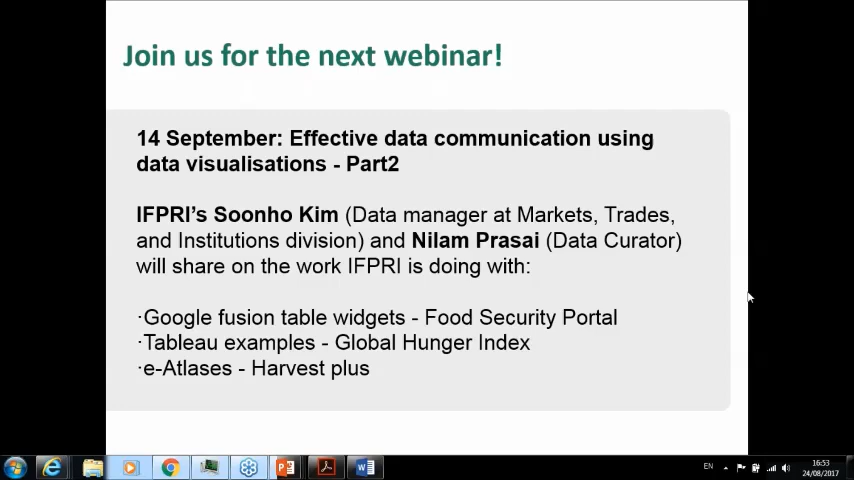 Join us for the next webinar!
14 September: Effective data communication using
data visualisations - Part2
IFPRI’s Soonho Kim (Data manager at Markets, Trades,
and Institutions division) and Nilam Prasai (Data Curator)
will share on the work IFPRI is doing with:
·Google fusion table widgets - Food Security Portal
·Tableau examples - Global Hunger Index
·e-Atlases - Harvest plus
EN
16:53
24/08/2017